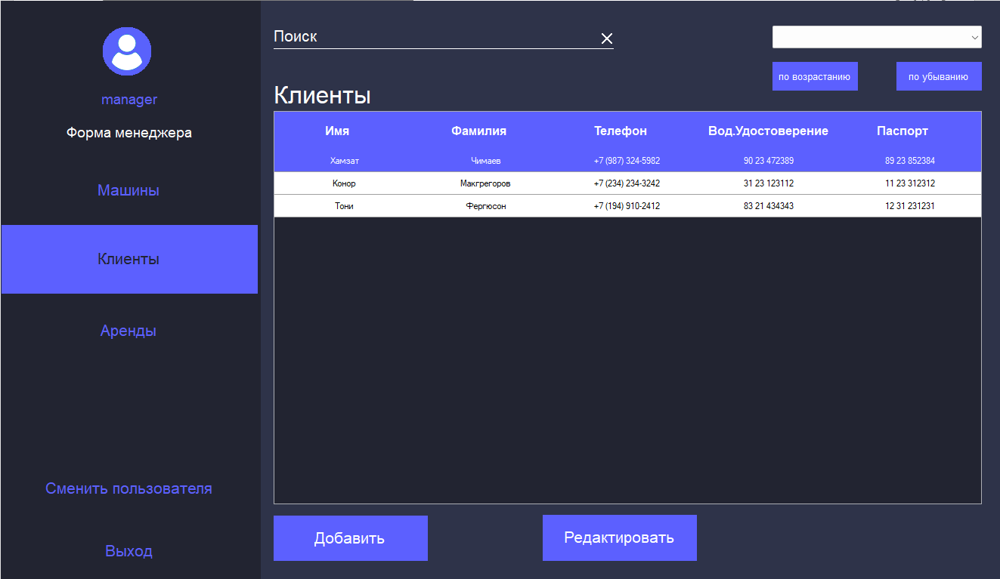 manager
Форма менеджера
Машины
Клиенты
Аренды
Сменить пользователя
Выход
Поиск
по возрастанию по убыванию
Клиенты
Имя Фамилия Телефон Вод.Удостоверение Паспорт
Хамзат Чимаев +7 (987) 324-5982 90 23 472389 89 23 852384
Конор Макгрегоров +7 (234) 234-3242 31 23 123112 11 23 312312
Тони Фергюсон +7 (194) 910-2412 83 21 434343 12 31 231231
Добавить Редактировать